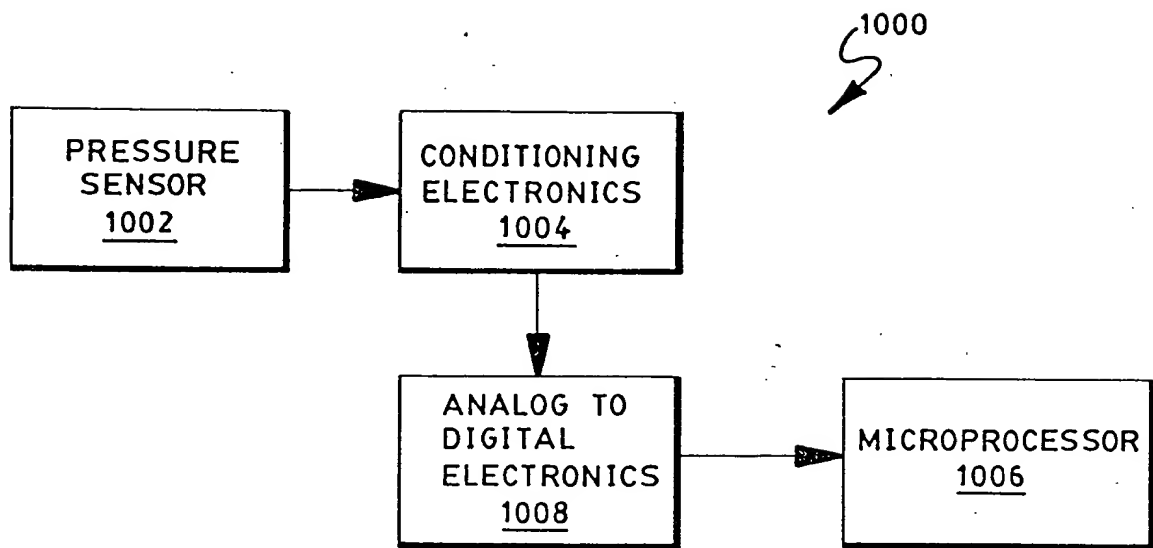 1000
PRESSURE
SENSOR
1002
CONDITIONING
ELECTRONICS
1004
ANALOG TO
DIGITAL
ELECTRONICS
1008
MICROPROCESSOR
1006